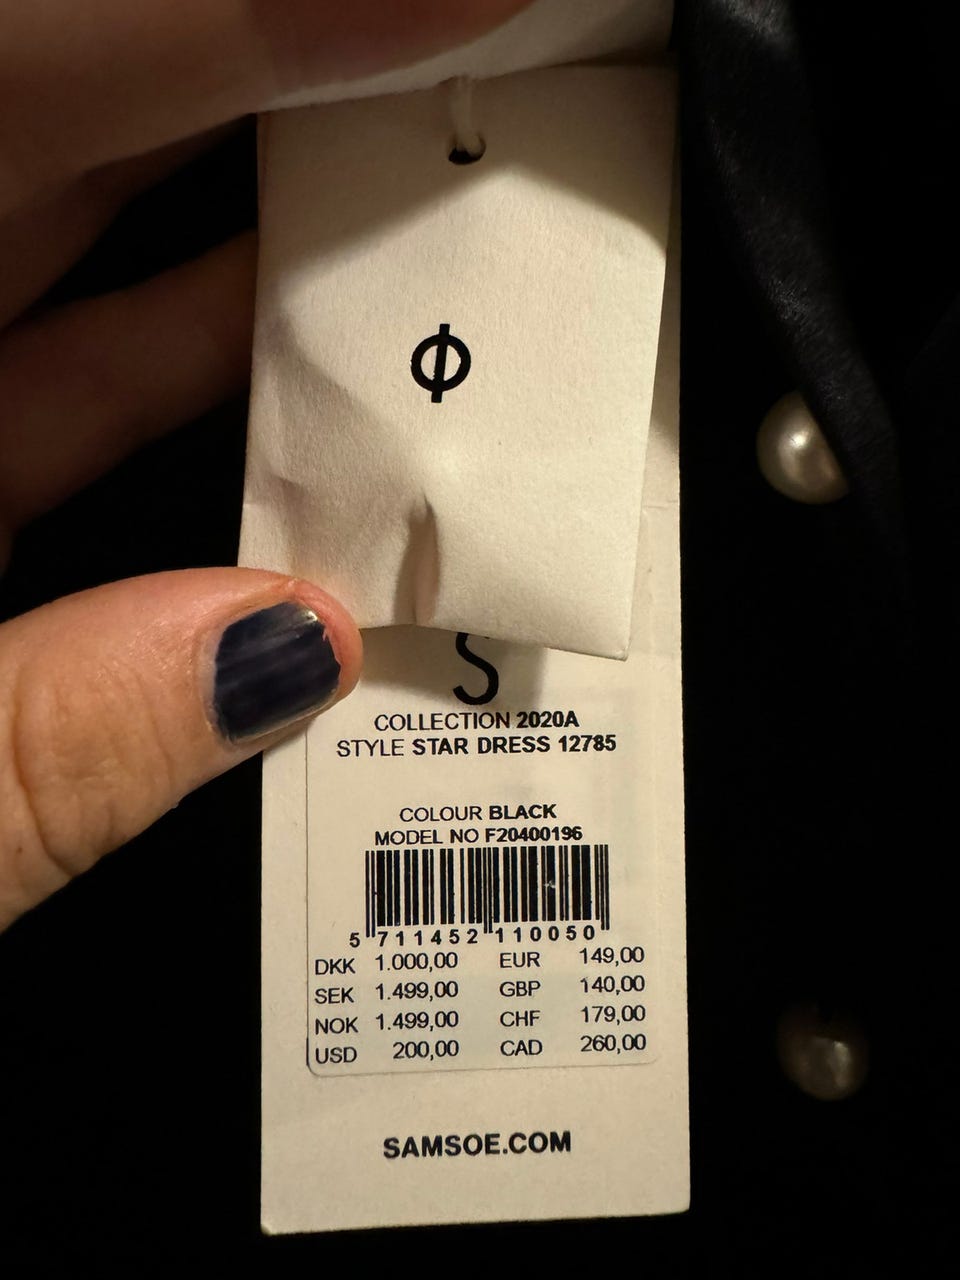 Ø
S
COLLECTION 2020A
STYLE STAR DRESS 12785
COLOUR BLACK
MODEL NO F20400196
5 711452 110050
DKK 1.000,00 EUR 149,00
SEK 1.499,00 GBP 140,00
NOK 1.499,00 CHF 179,00
USD 200,00 CAD 260,00
SAMSOE.COM